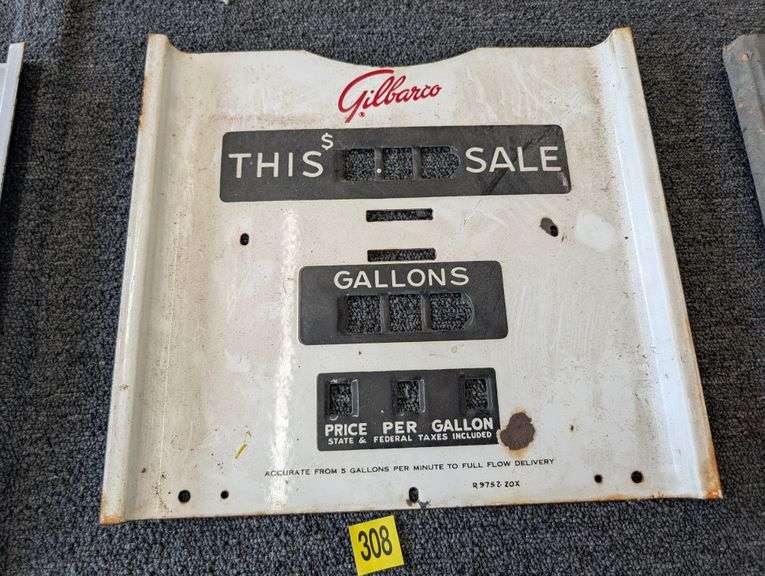 Gilbarco
THIS $ SALE
GALLONS
PRICE PER GALLON
STATE & FEDERAL TAXES INCLUDED
ACCURATE FROM 5 GALLONS PER MINUTE TO FULL FLOW DELIVERY
R9752-20X
308